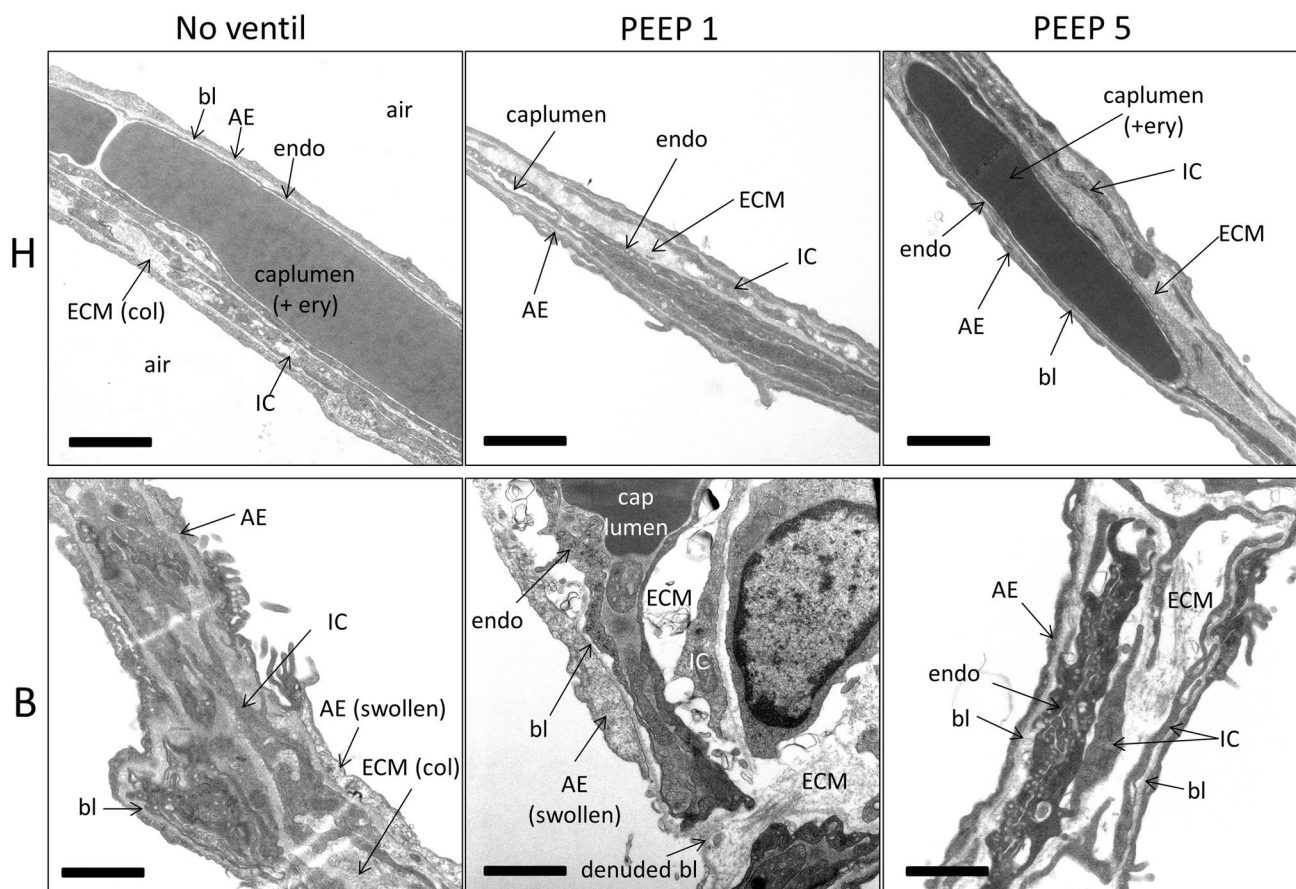 No ventil
PEEP 1
PEEP 5
H
bl
AE
air
endo
caplumen
(+ ery)
ECM (col)
air
IC
caplumen
endo
ECM
IC
AE
caplumen
(+ery)
IC
endo
ECM
AE
bl
B
AE
IC
AE (swollen)
ECM (col)
bl
cap
lumen
endo
ECM
IC
bl
AE
(swollen)
ECM
denuded bl
AE
ECM
endo
bl
IC
bl